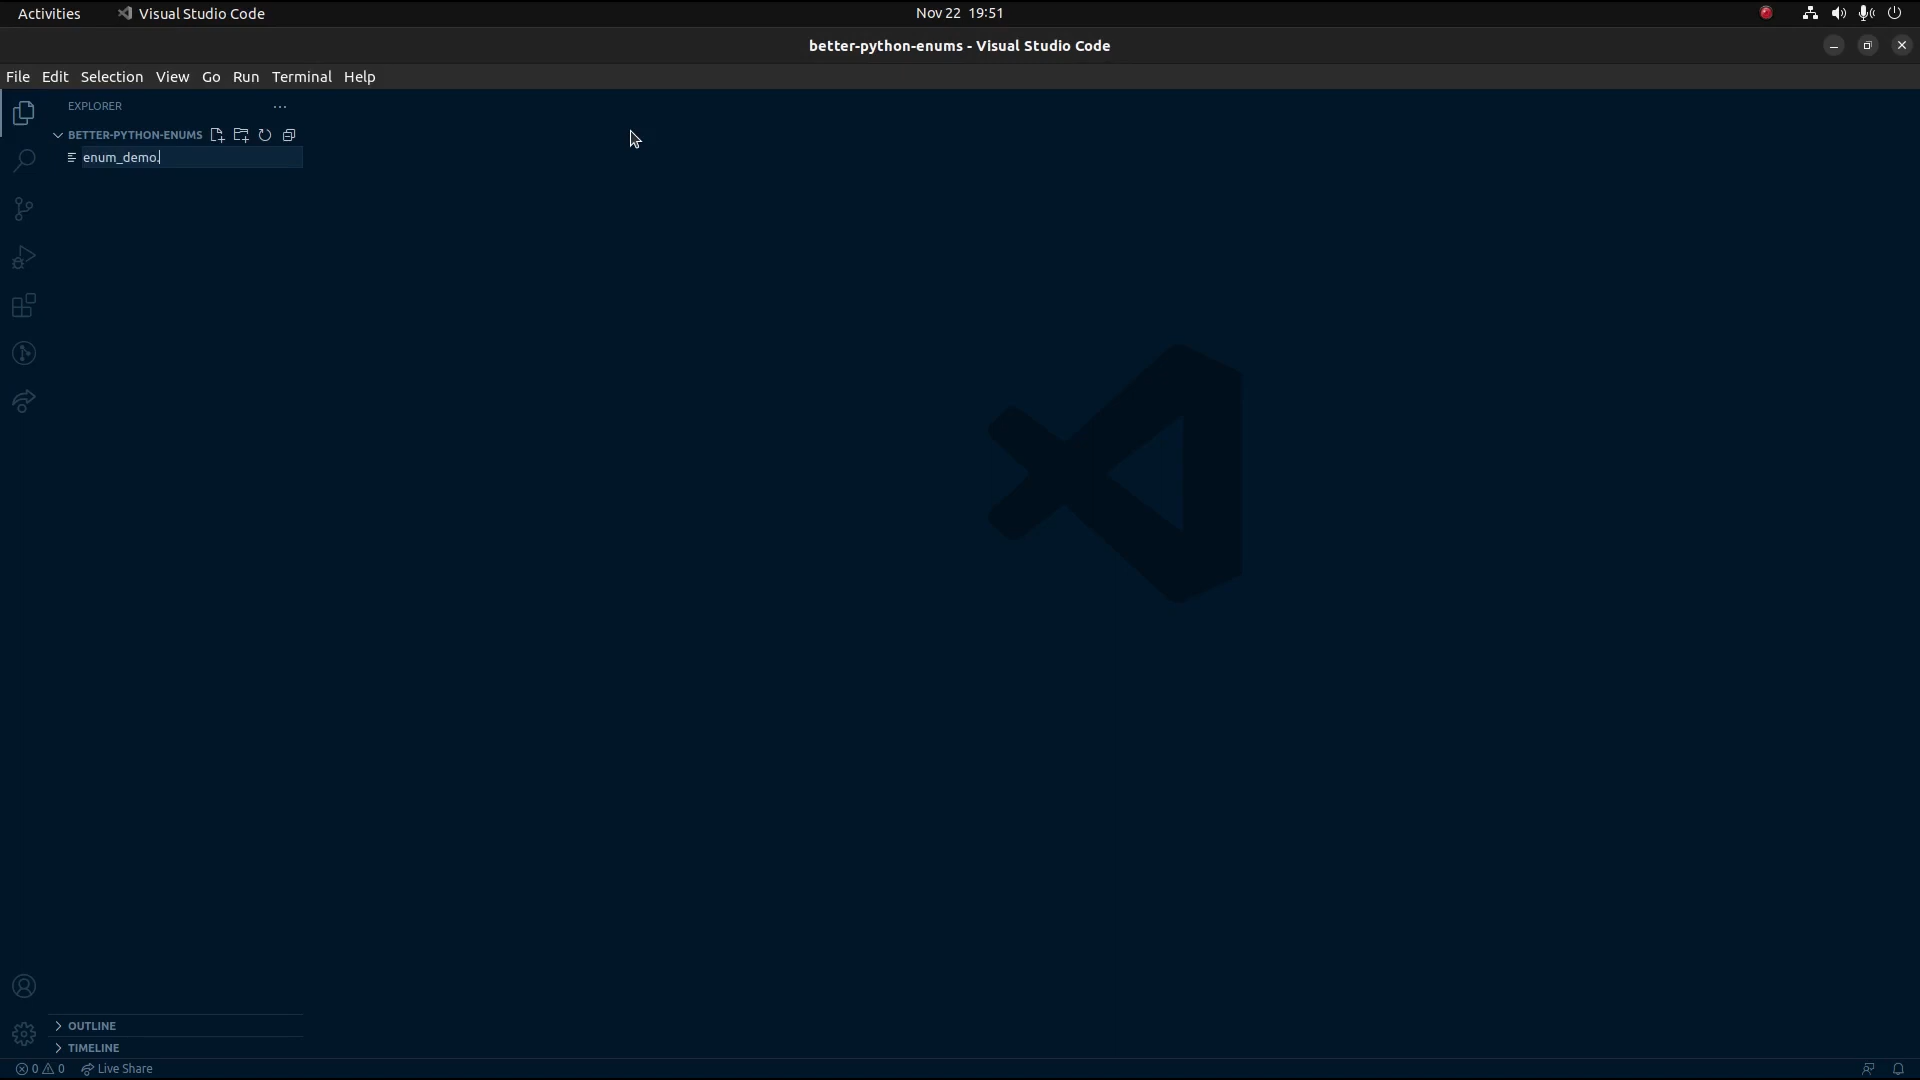 Activities Visual Studio Code Nov 22 19:51
better-python-enums - Visual Studio Code
File Edit Selection View Go Run Terminal Help
EXPLORER
BETTER-PYTHON-ENUMS
enum_demo.
OUTLINE
TIMELINE
0 0 Live Share